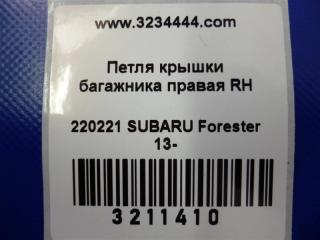 www.3234444.com
Петля крышки
багажника правая RH
220221 SUBARU Forester
13-
3211410